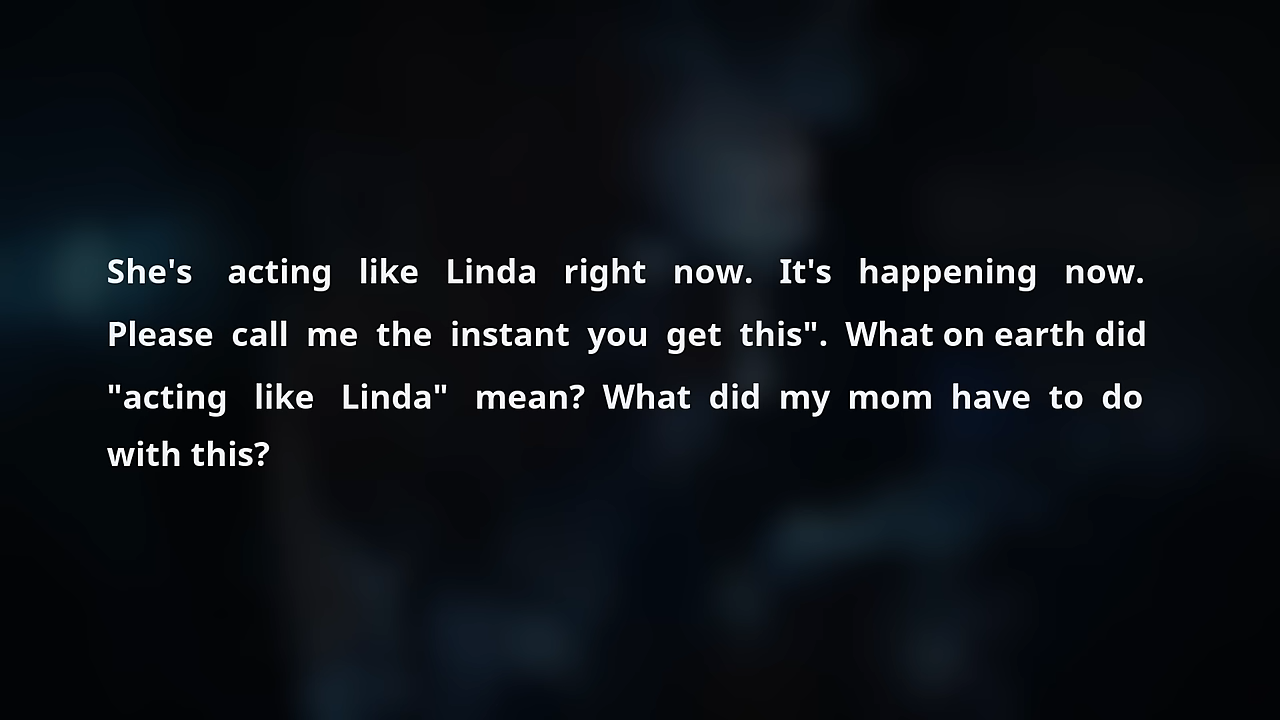 She's acting like Linda right now. It's happening now.
Please call me the instant you get this". What on earth did
"acting like Linda" mean? What did my mom have to do
with this?